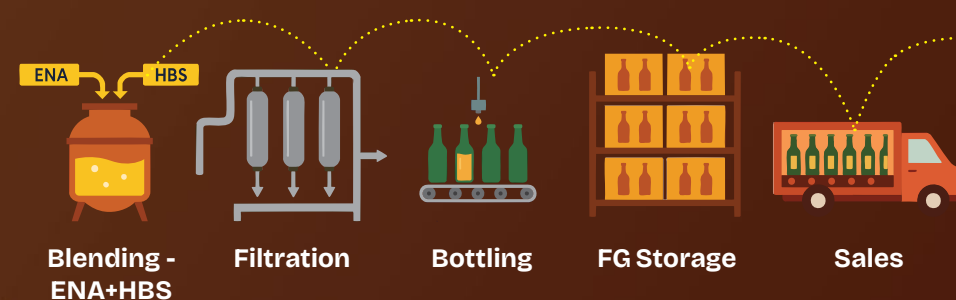 ENA
HBS
Blending -
ENA+HBS
Filtration
Bottling
FG Storage
Sales